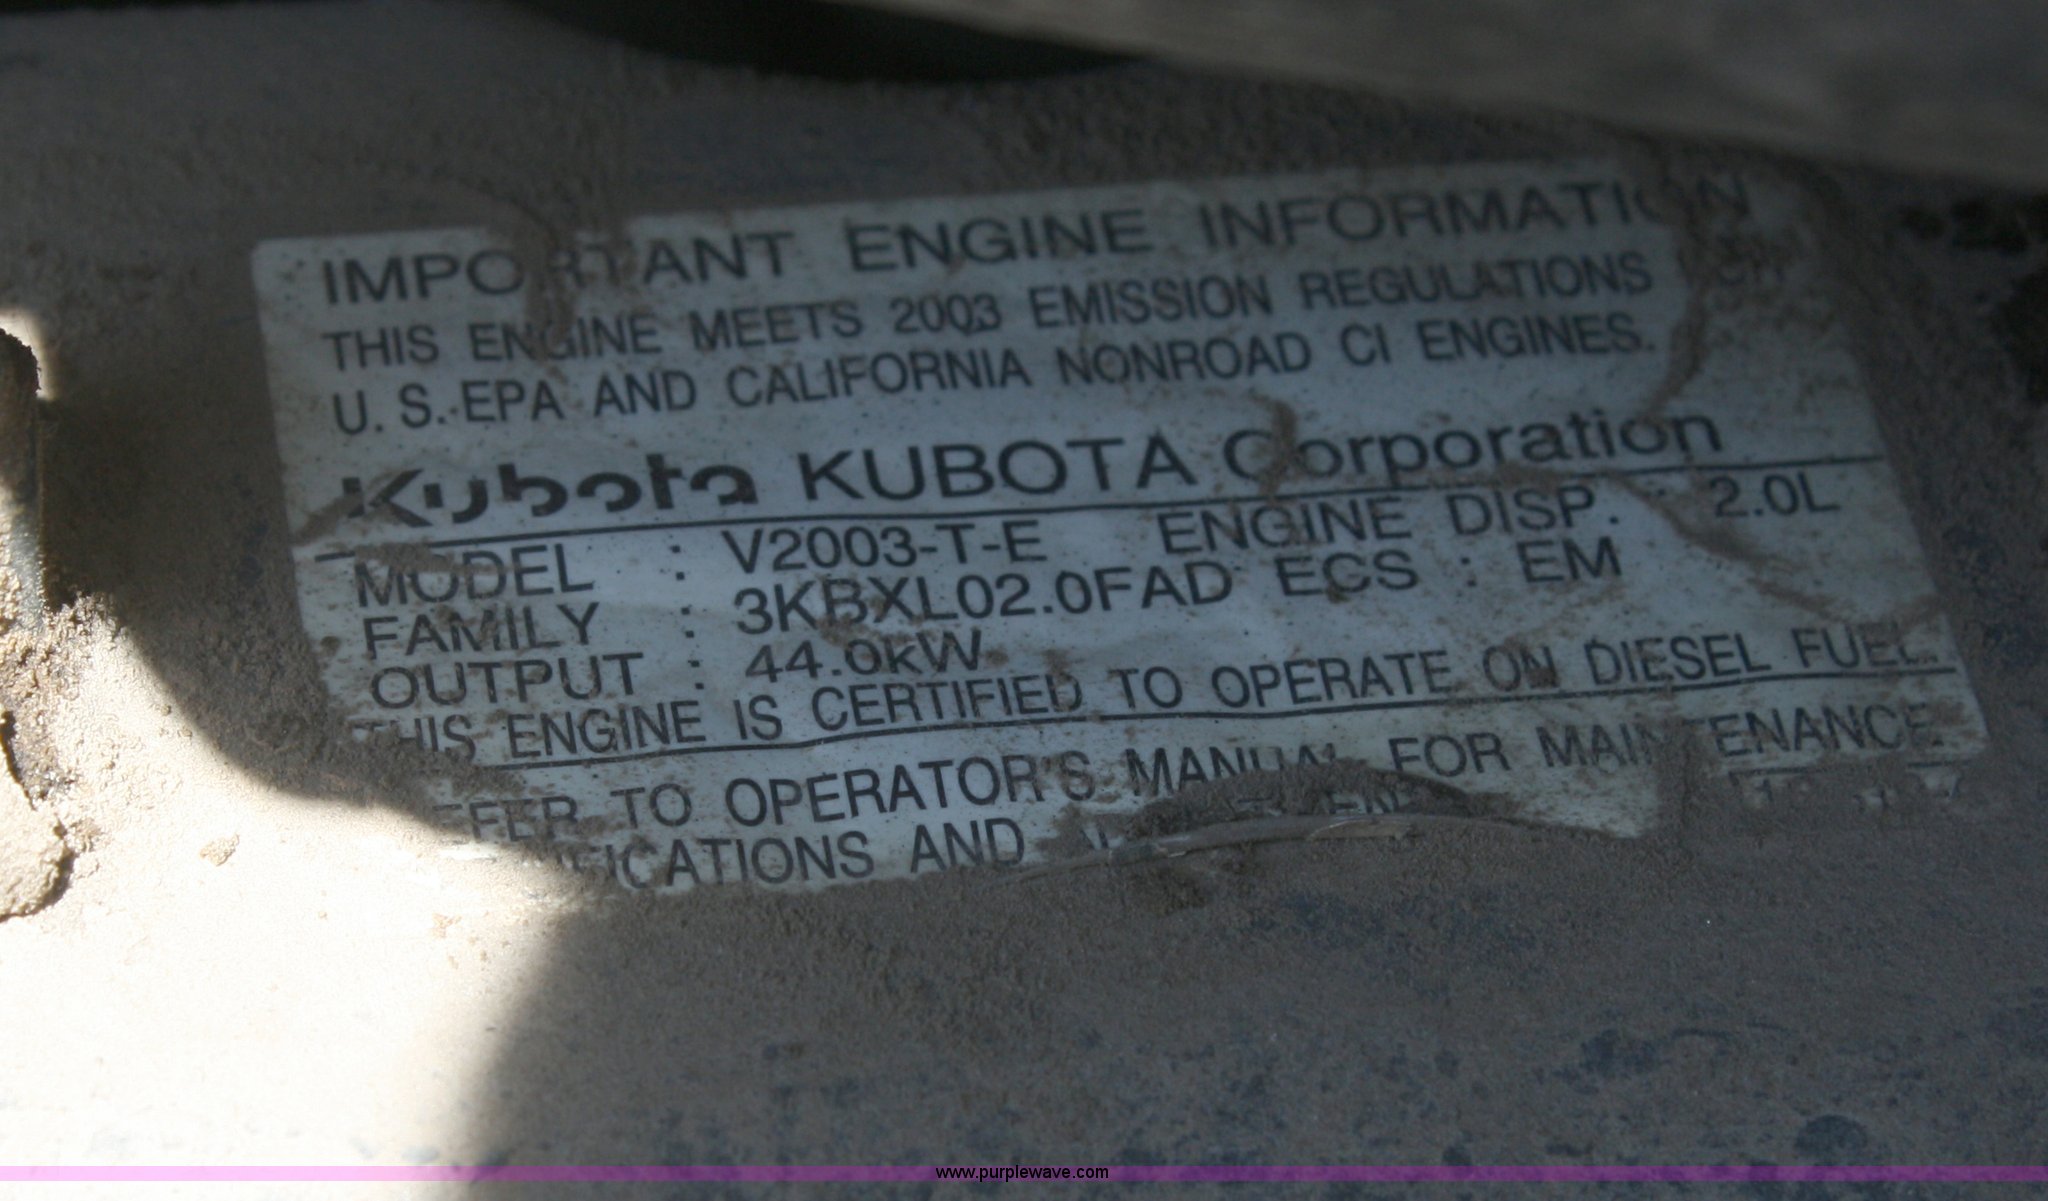 IMPORTANT ENGINE INFORMATION
THIS ENGINE MEETS 2003 EMISSION REGULATIONS
U. S. EPA AND CALIFORNIA NONROAD CI ENGINES.
Kubota KUBOTA Corporation
MODEL : V2003-T-E ENGINE DISP. : 2.0L
FAMILY : 3KBXL02.0FAD ECS : EM
OUTPUT : 44.0kW
THIS ENGINE IS CERTIFIED TO OPERATE ON DIESEL FUEL.
TO OPERATOR'S MANUAL FOR MAINTENANCE
AND
www.purplewave.com